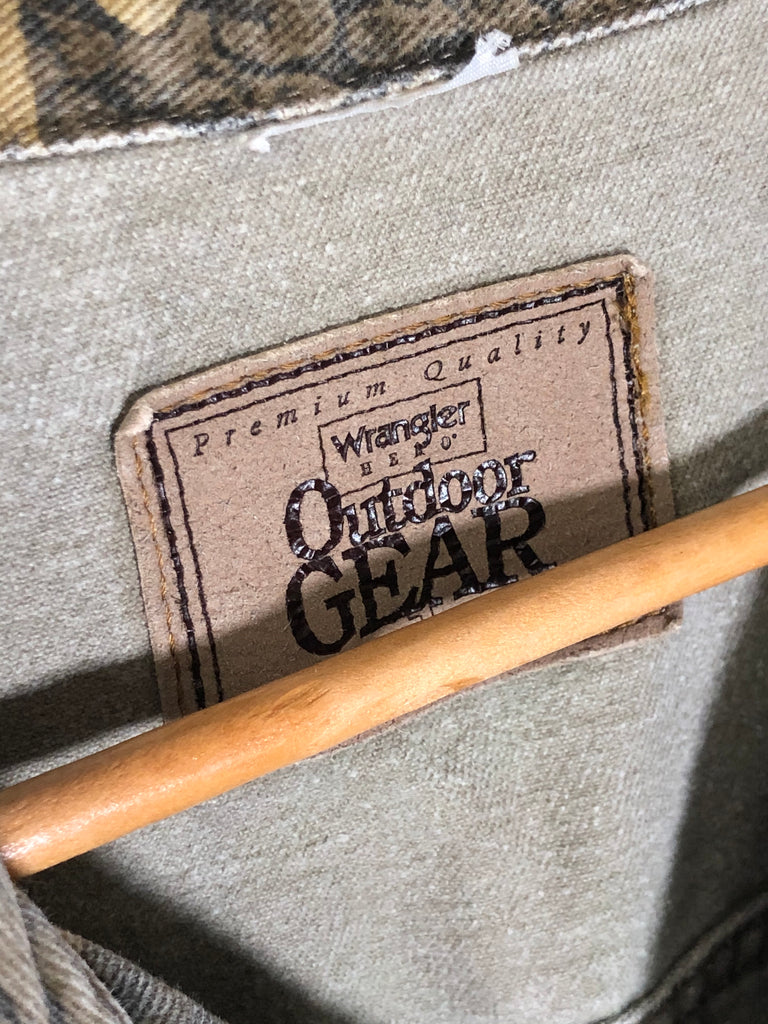 Premium Quality
Wrangler
HERO
Outdoor
GEAR